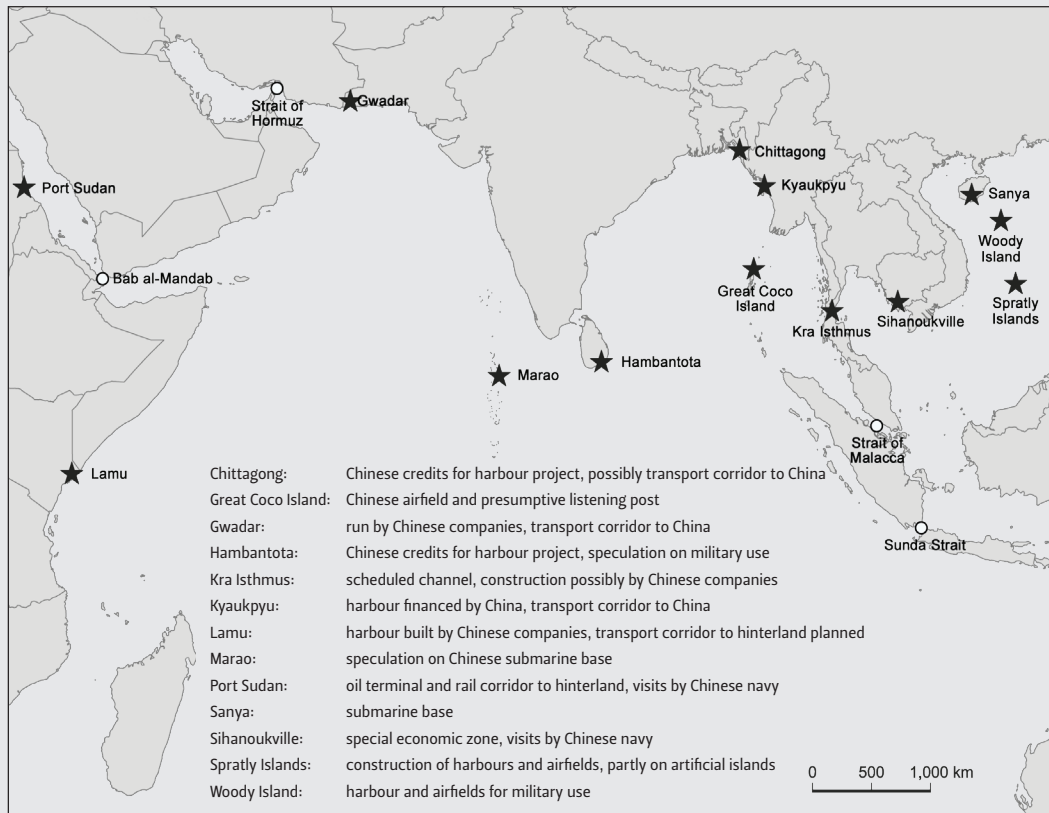 Strait of
Hormuz
Gwadar
Port Sudan
Bab al-Mandab
Chittagong
Kyaukpyu
Sanya
Woody
Island
Great Coco
Island
Kra Isthmus
Sihanoukville
Spratly
Islands
Marao
Hambantota
Strait of
Malacca
Lamu
Sunda Strait
Chittagong: Chinese credits for harbour project, possibly transport corridor to China
Great Coco Island: Chinese airfield and presumptive listening post
Gwadar: run by Chinese companies, transport corridor to China
Hambantota: Chinese credits for harbour project, speculation on military use
Kra Isthmus: scheduled channel, construction possibly by Chinese companies
Kyaukpyu: harbour financed by China, transport corridor to China
Lamu: harbour built by Chinese companies, transport corridor to hinterland planned
Marao: speculation on Chinese submarine base
Port Sudan: oil terminal and rail corridor to hinterland, visits by Chinese navy
Sanya: submarine base
Sihanoukville: special economic zone, visits by Chinese navy
Spratly Islands: construction of harbours and airfields, partly on artificial islands
Woody Island: harbour and airfields for military use
0 500 1,000 km